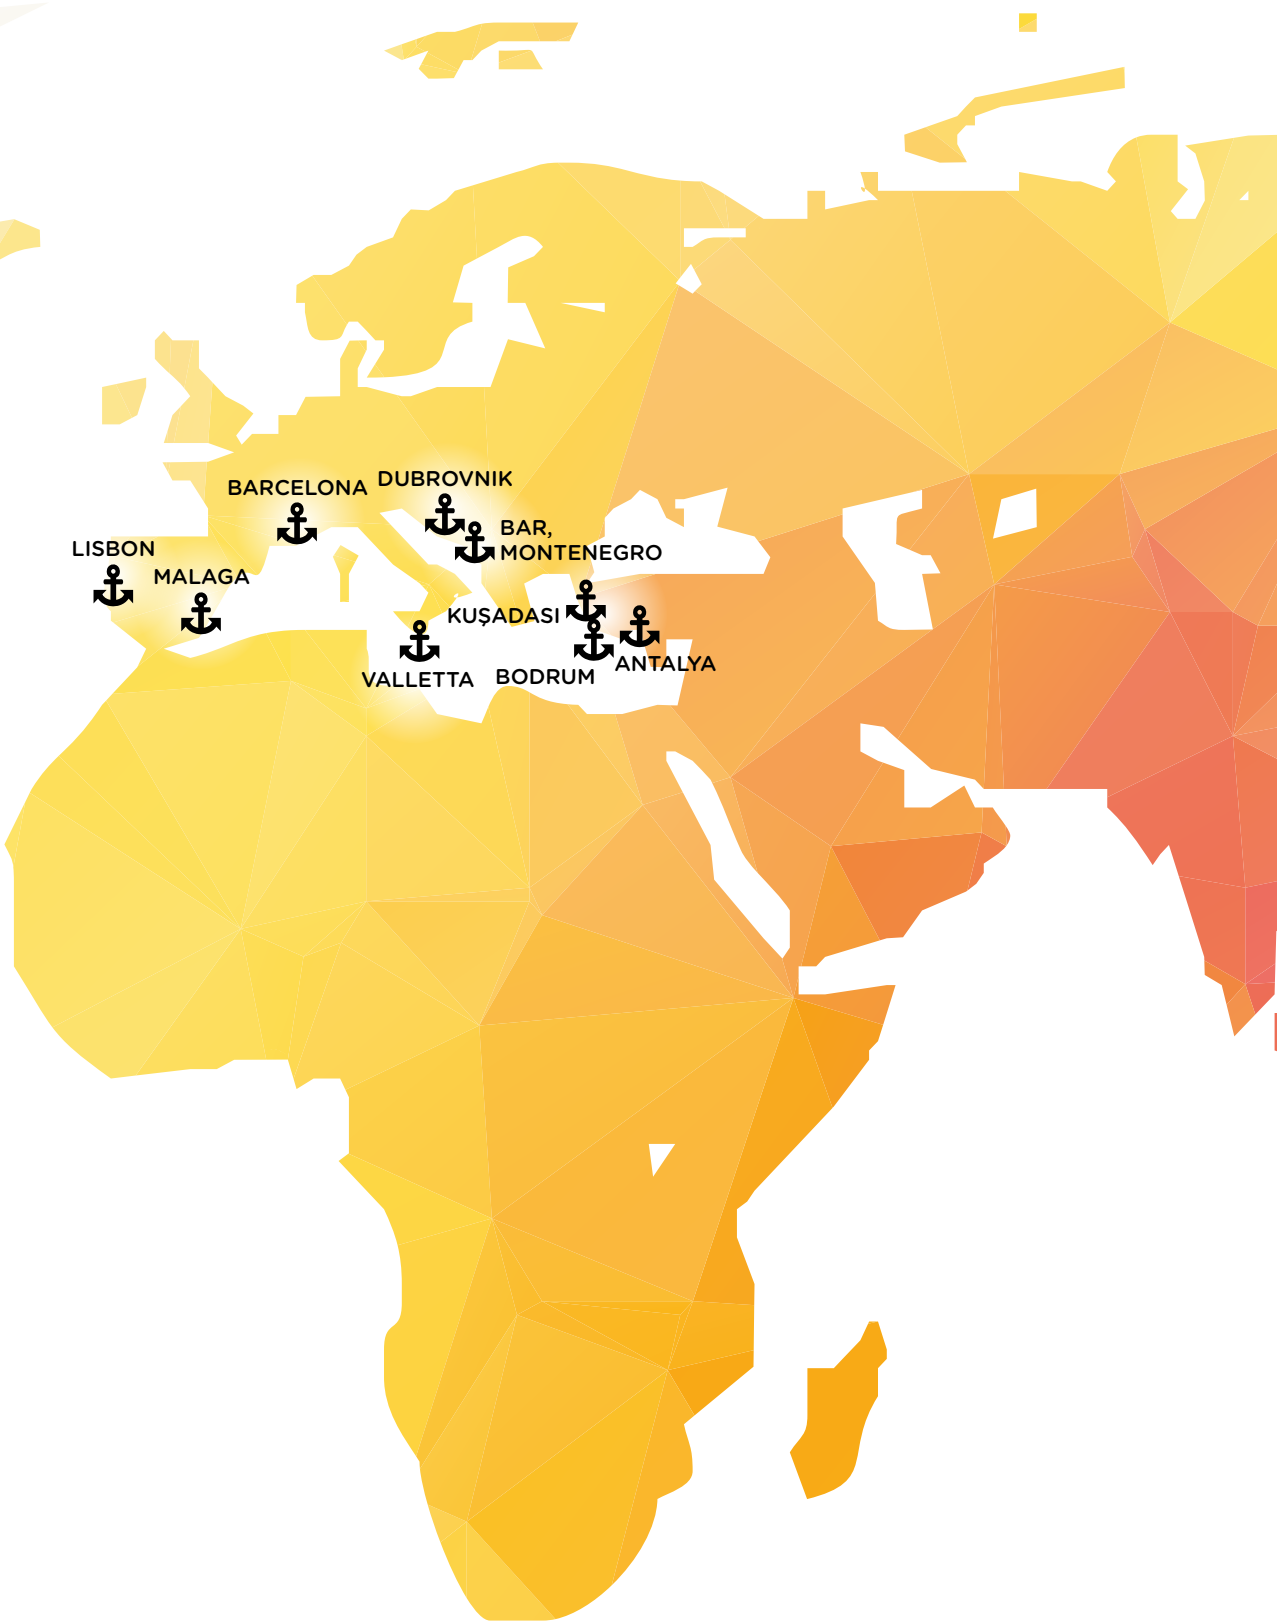 DUBROVNIK
BARCELONA
BAR,
MONTENEGRO
LISBON
MALAGA
KUŞADASI
ANTALYA
VALLETTA
BODRUM